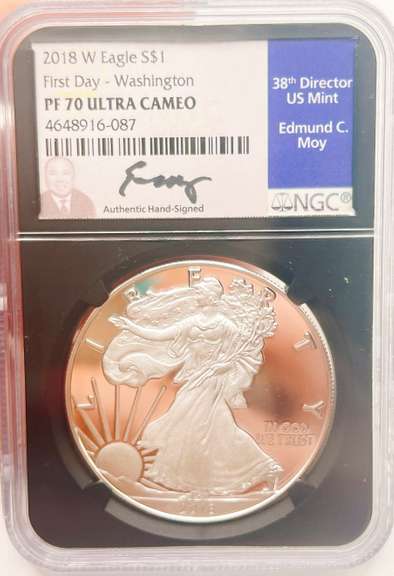 2018 W Eagle S$1
First Day - Washington
PF 70 ULTRA CAMEO
4648916-087
Authentic Hand-Signed
38th Director
US Mint
Edmund C.
Moy
NGC®
LIBERTY
IN GOD
WE TRUST
2018